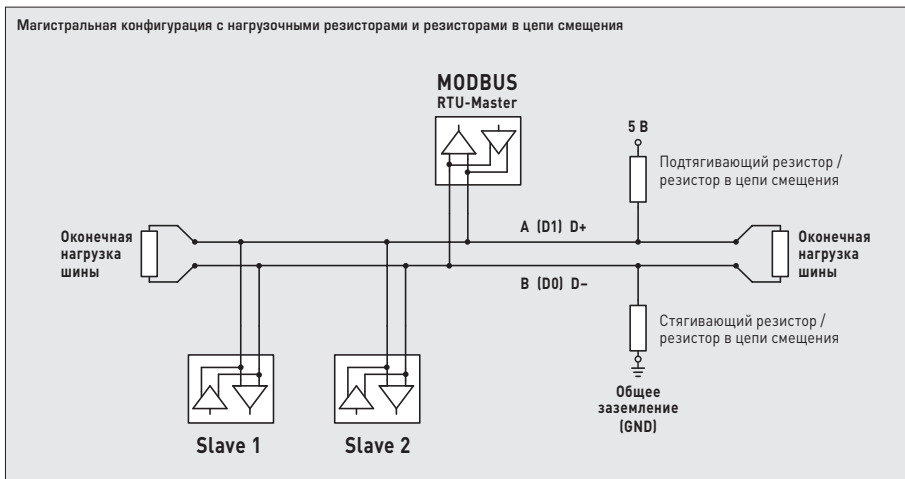 Магистральная конфигурация с нагрузочными резисторами и резисторами в цепи смещения
MODBUS
RTU-Master
5 В
Подтягивающий резистор /
резистор в цепи смещения
Оконечная
нагрузка
шины
A (D1) D+
Оконечная
нагрузка
шины
B (D0) D–
Стягивающий резистор /
резистор в цепи смещения
Общее
заземление
(GND)
Slave 1
Slave 2